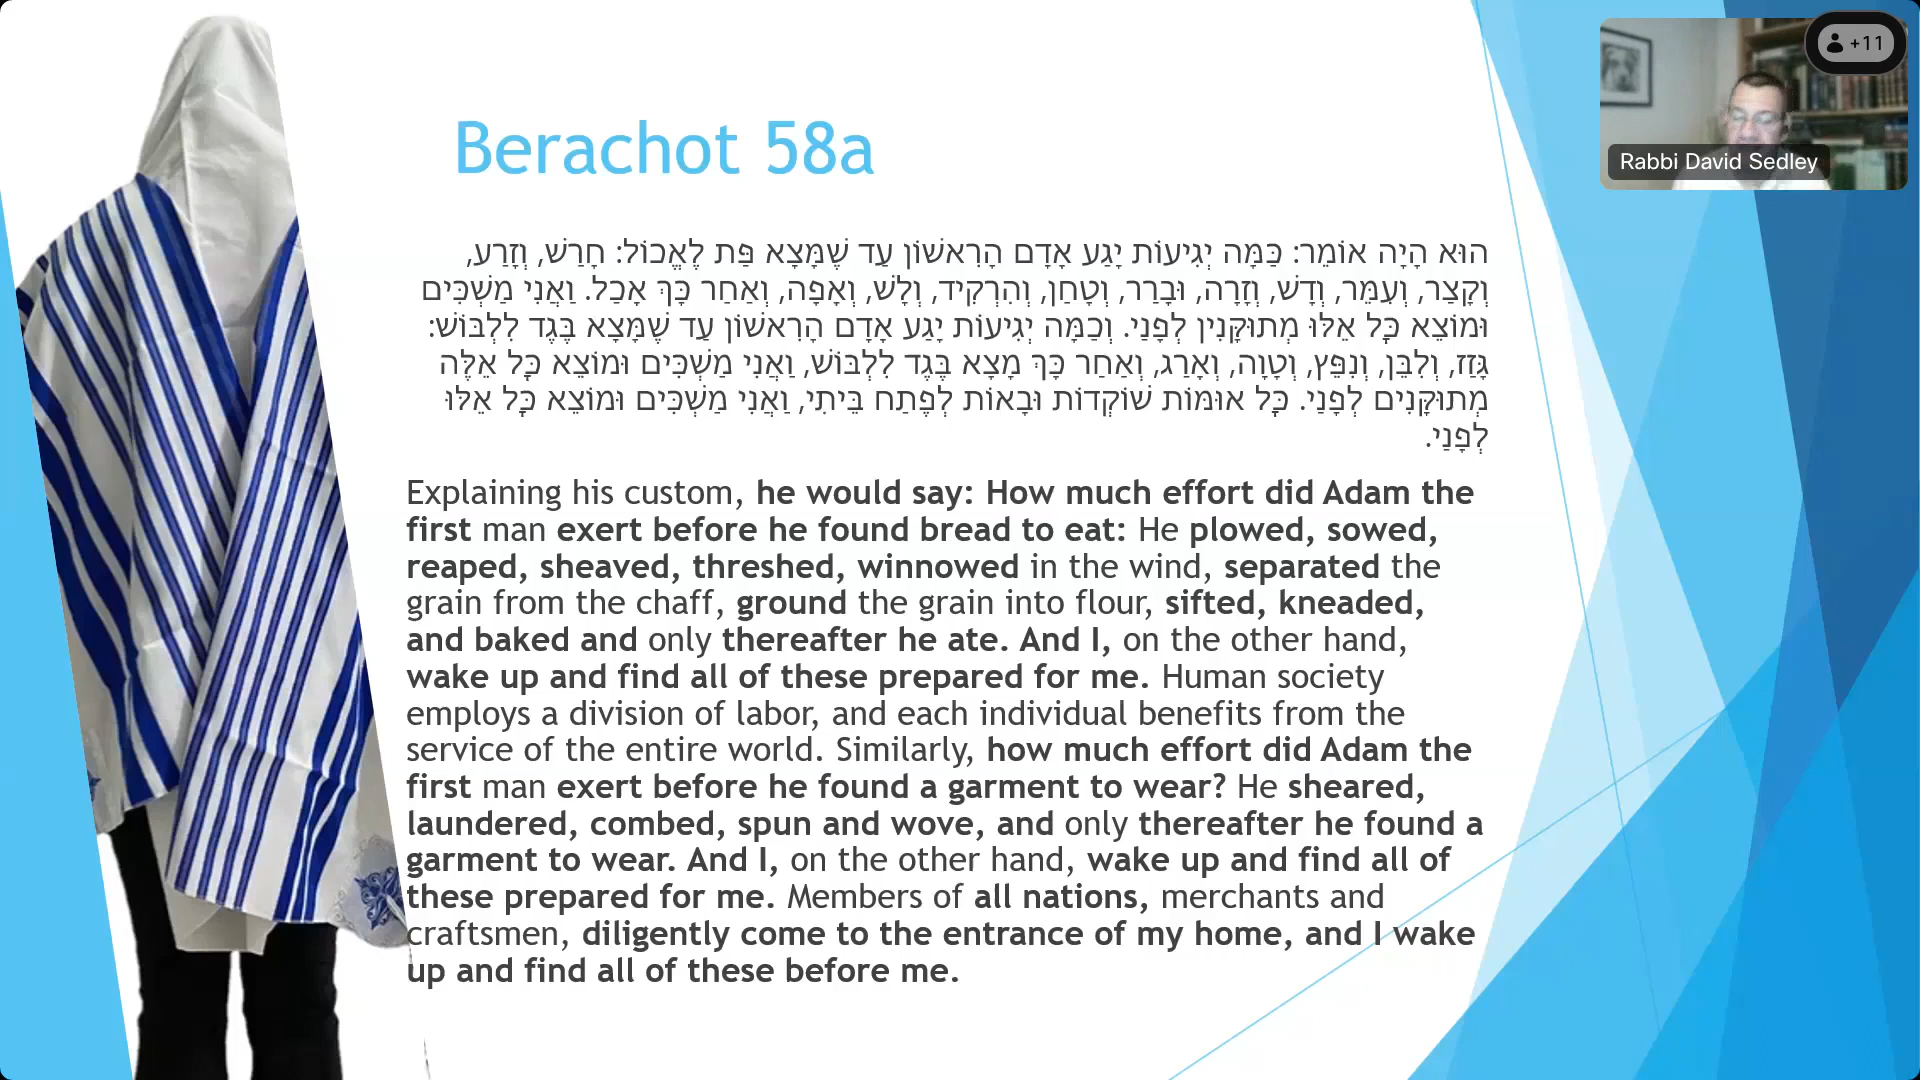 Berachot 58a
הוּא הָיָה אוֹמֵר: כַּמָּה יְגִיעוֹת יָגַע אָדָם הָרִאשׁוֹן עַד שֶׁמָּצָא פַּת לֶאֱכוֹל: חָרַשׁ, וְזָרַע,
וְקָצַר, וְעִמֵּר, וְדָשׁ, וְזָרָה, וּבָרַר, וְטָחַן, וְהִרְקִיד, וְלָשׁ, וְאָפָה, וְאַחַר כָּךְ אָכַל. וַאֲנִי מַשְׁכִּים
וּמוֹצֵא כׇּל אֵלּוּ מְתוּקָּנִין לְפָנַי. וְכַמָּה יְגִיעוֹת יָגַע אָדָם הָרִאשׁוֹן עַד שֶׁמָּצָא בֶּגֶד לִלְבּוֹשׁ:
גָּזַז, וְלִבֵּן, וְנִפֵּץ, וְטָוָה, וְאָרַג, וְאַחַר כָּךְ מָצָא בֶּגֶד לִלְבּוֹשׁ, וַאֲנִי מַשְׁכִּים וּמוֹצֵא כׇּל אֵלֶּה
מְתוּקָּנִים לְפָנַי. כׇּל אוּמּוֹת שׁוֹקְדוֹת וּבָאוֹת לְפֶתַח בֵּיתִי, וַאֲנִי מַשְׁכִּים וּמוֹצֵא כׇּל אֵלּוּ
לְפָנַי.
Explaining his custom, he would say: How much effort did Adam the
first man exert before he found bread to eat: He plowed, sowed,
reaped, sheaved, threshed, winnowed in the wind, separated the
grain from the chaff, ground the grain into flour, sifted, kneaded,
and baked and only thereafter he ate. And I, on the other hand,
wake up and find all of these prepared for me. Human society
employs a division of labor, and each individual benefits from the
service of the entire world. Similarly, how much effort did Adam the
first man exert before he found a garment to wear? He sheared,
laundered, combed, spun and wove, and only thereafter he found a
garment to wear. And I, on the other hand, wake up and find all of
these prepared for me. Members of all nations, merchants and
craftsmen, diligently come to the entrance of my home, and I wake
up and find all of these before me.
+11
Rabbi David Sedley